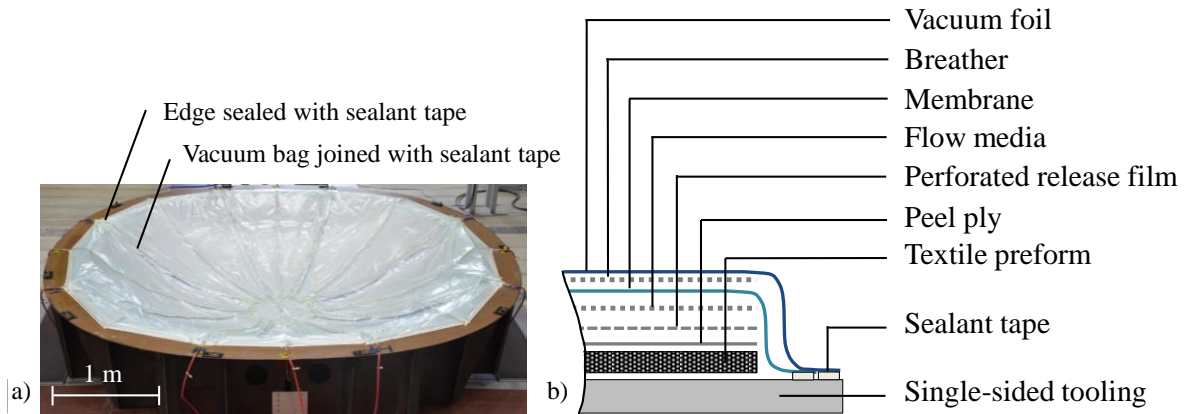 Edge sealed with sealant tape
Vacuum bag joined with sealant tape
1 m
a)
Vacuum foil
Breather
Membrane
Flow media
Perforated release film
Peel ply
Textile preform
Sealant tape
Single-sided tooling
b)